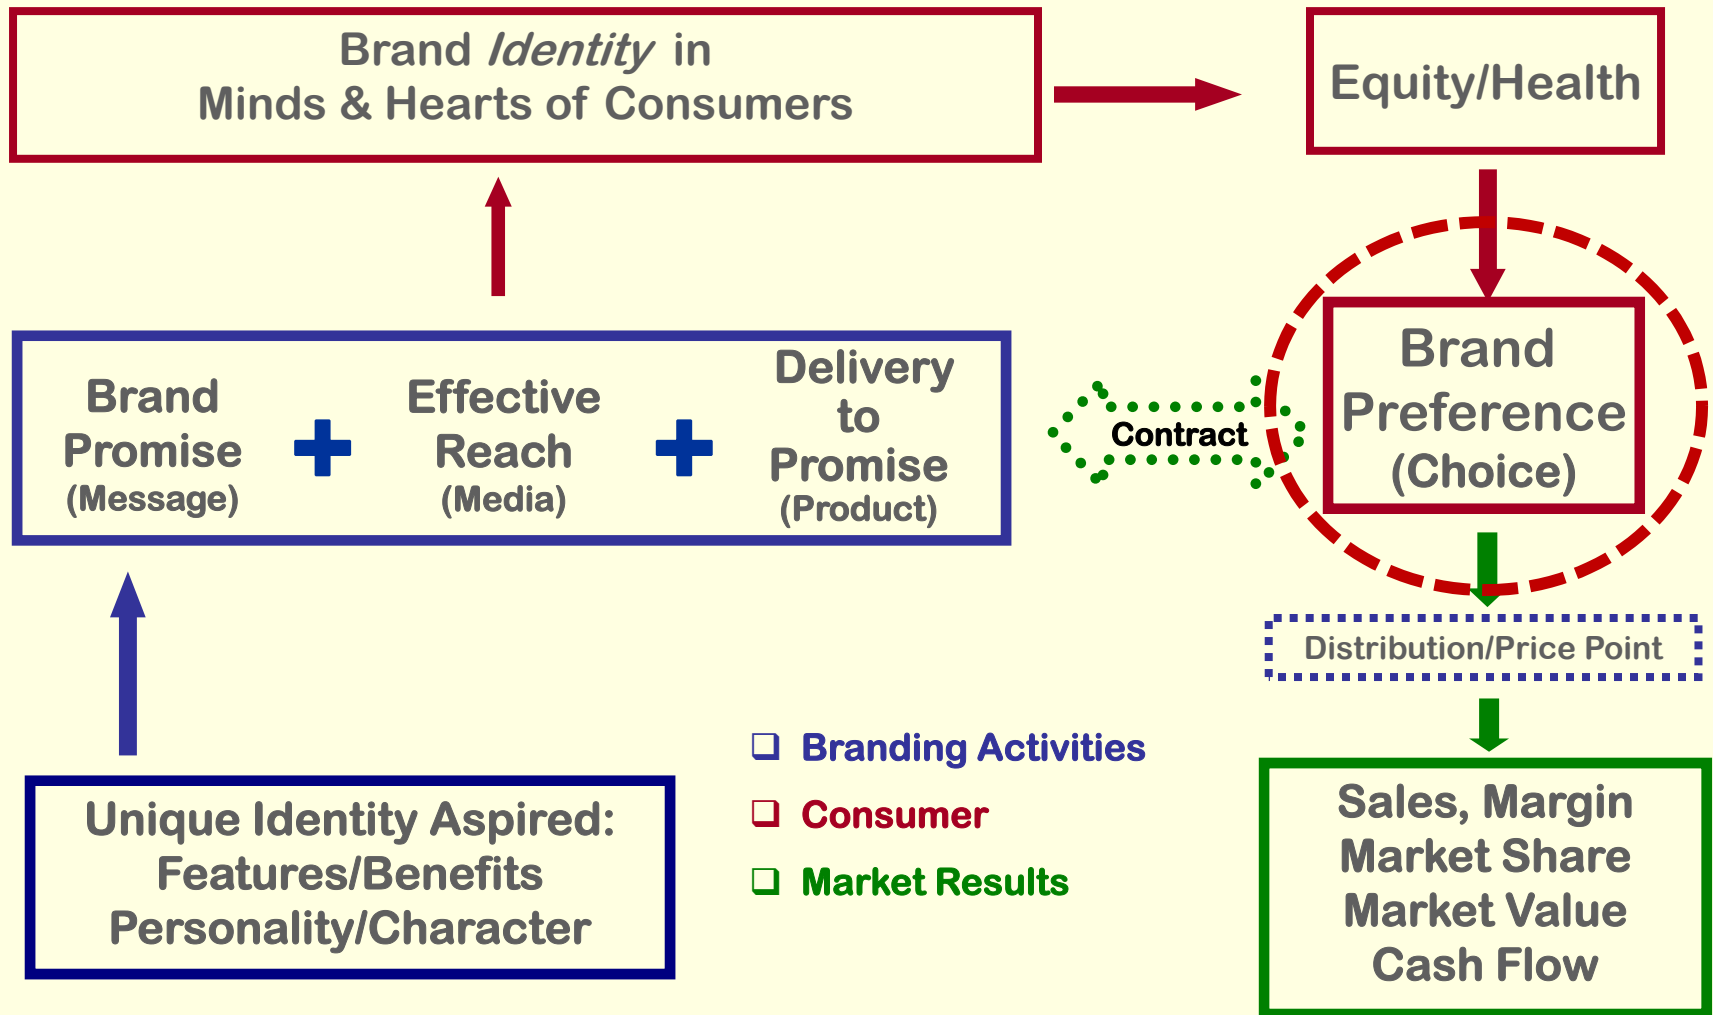 Brand Identity in
Minds & Hearts of Consumers
Equity/Health
Brand
Promise
(Message)
Effective
Reach
(Media)
Delivery
to
Promise
(Product)
Contract
Brand
Preference
(Choice)
Distribution/Price Point
Unique Identity Aspired:
Features/Benefits
Personality/Character
Branding Activities
Consumer
Market Results
Sales, Margin
Market Share
Market Value
Cash Flow